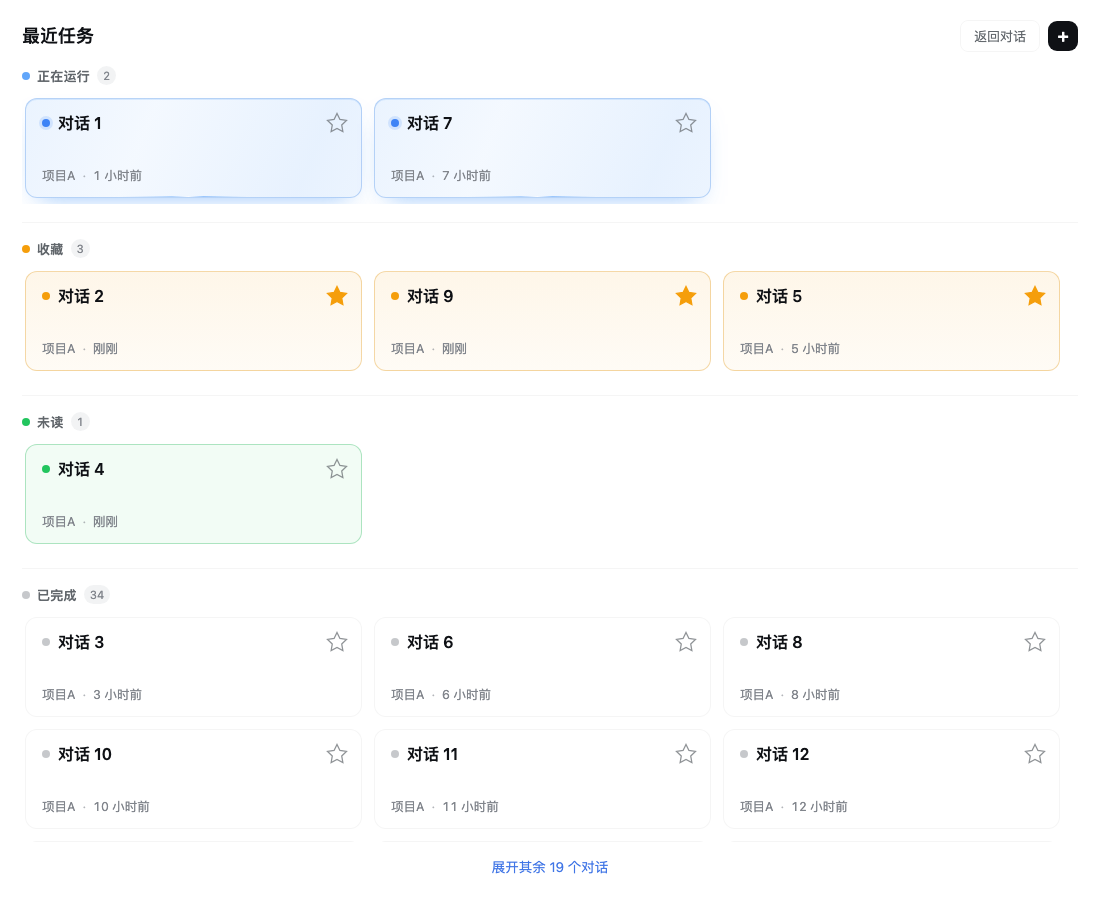 最近任务
返回对话
正在运行 2
对话 1
对话 7
项目A · 1 小时前
项目A · 7 小时前
收藏 3
对话 2
对话 9
对话 5
项目A · 刚刚
项目A · 刚刚
项目A · 5 小时前
未读 1
对话 4
项目A · 刚刚
已完成 34
对话 3
对话 6
对话 8
项目A · 3 小时前
项目A · 6 小时前
项目A · 8 小时前
对话 10
对话 11
对话 12
项目A · 10 小时前
项目A · 11 小时前
项目A · 12 小时前
展开其余 19 个对话